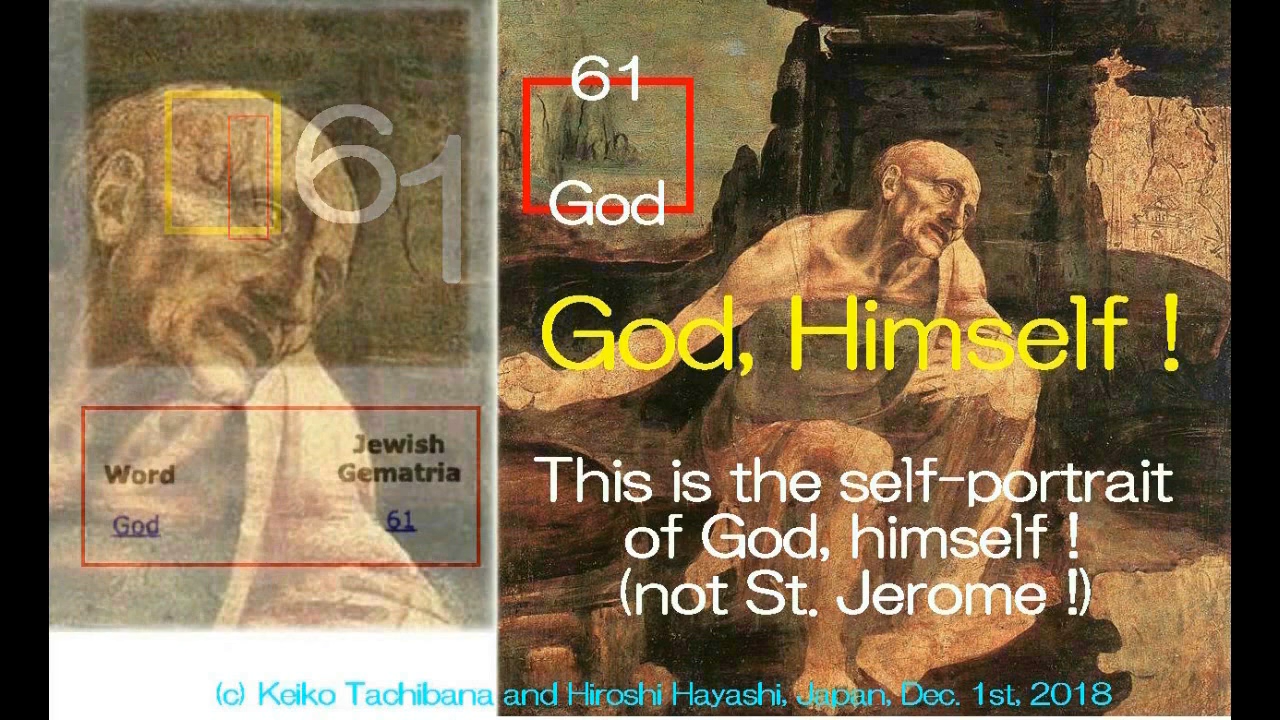 61
61
God
God, Himself !
Jewish
Word Gematria
God 61
This is the self-portrait
of God, himself !
(not St. Jerome !)
(c) Keiko Tachibana and Hiroshi Hayashi, Japan, Dec. 1st, 2018